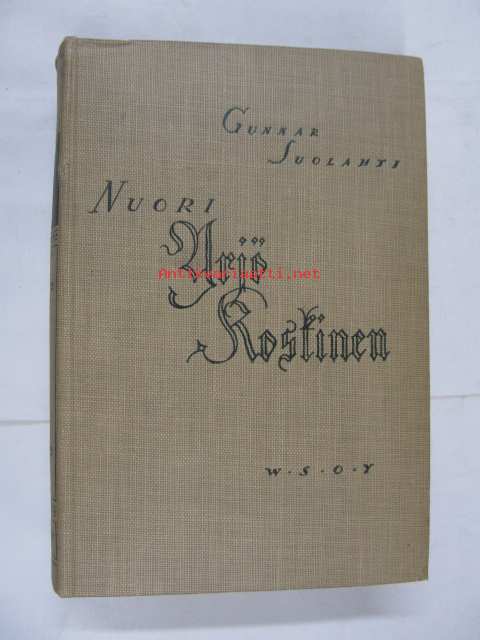 GUNNAR
SUOLAHTI
NUORI
Yrjö
Antikvariaatti.net
Koskinen
W·S·O·Y